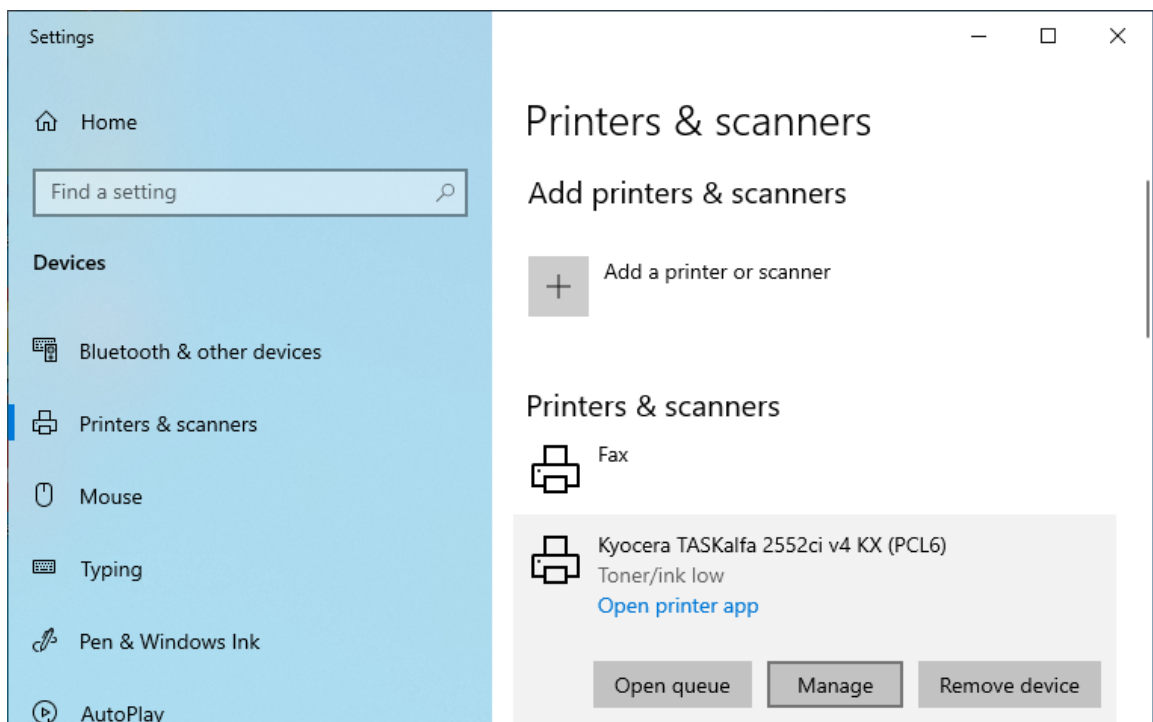 Settings
Home
Find a setting
Devices
Bluetooth & other devices
Printers & scanners
Mouse
Typing
Pen & Windows Ink
AutoPlay
Printers & scanners
Add printers & scanners
Add a printer or scanner
Printers & scanners
Fax
Kyocera TASKalfa 2552ci v4 KX (PCL6)
Toner/ink low
Open printer app
Open queue Manage Remove device